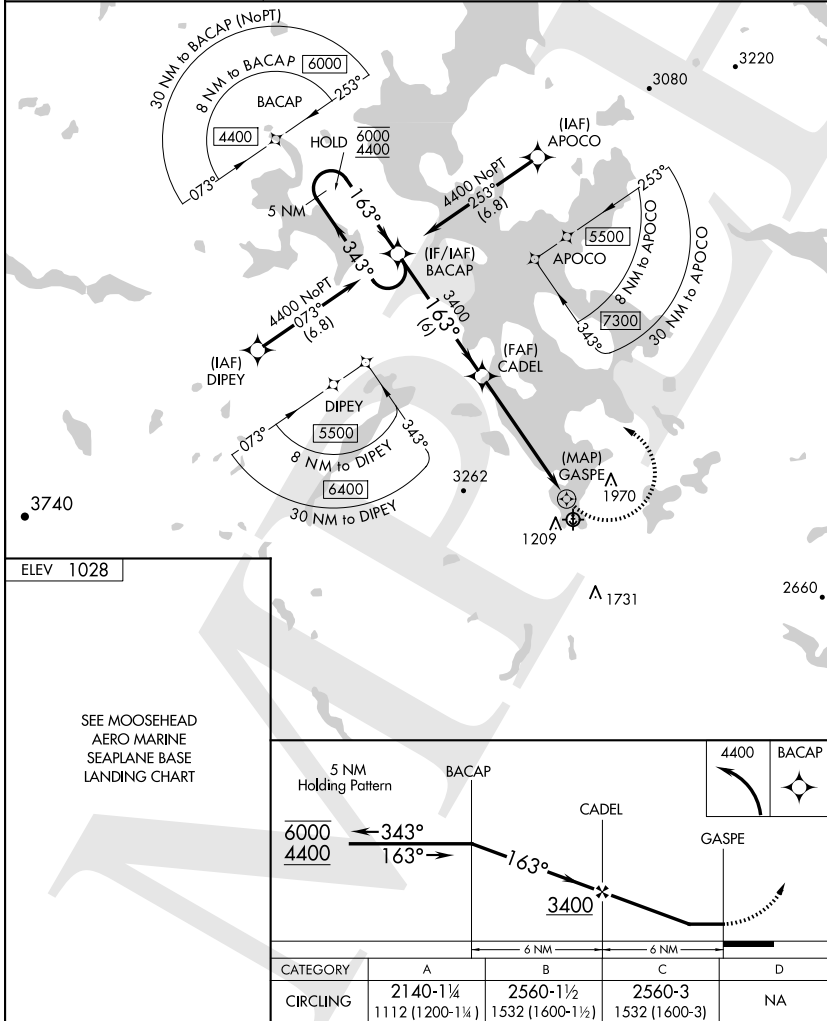 30 NM to BACAP (NoPT)
8 NM to BACAP
6000
BACAP
253°
4400
073°
HOLD
6000
4400
5 NM
163°
343°
3080
3220
(IAF)
APOCO
4400 NoPT
253°
(6.8)
(IF/IAF)
BACAP
253°
5500
APOCO
8 NM to APOCO
30 NM to APOCO
7300
343°
4400 NoPT
073°
(6.8)
(IAF)
DIPEY
3400
163°
(6)
(FAF)
CADEL
DIPEY
073°
5500
343°
8 NM to DIPEY
6400
30 NM to DIPEY
3262
(MAP)
GASPE
1970
1209
3740
1731
2660
ELEV 1028
SEE MOOSEHEAD
AERO MARINE
SEAPLANE BASE
LANDING CHART
4400 BACAP
5 NM
Holding Pattern
BACAP
CADEL
GASPE
6000
4400
343°
163°
163°
3400
6 NM 6 NM
CATEGORY A B C D
CIRCLING 2140-1¼ 2560-1½ 2560-3 NA
1112 (1200-1¼) 1532 (1600-1½) 1532 (1600-3)